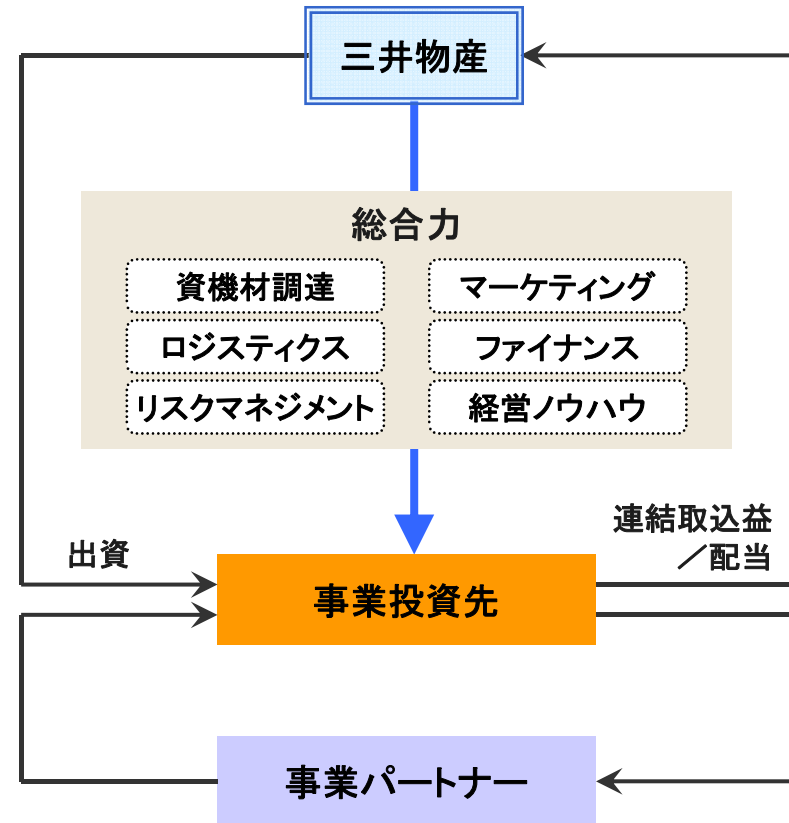 三井物産
総合力
資機材調達
マーケティング
ロジスティクス
ファイナンス
リスクマネジメント
経営ノウハウ
連結取込益
／配当
出資
事業投資先
事業パートナー